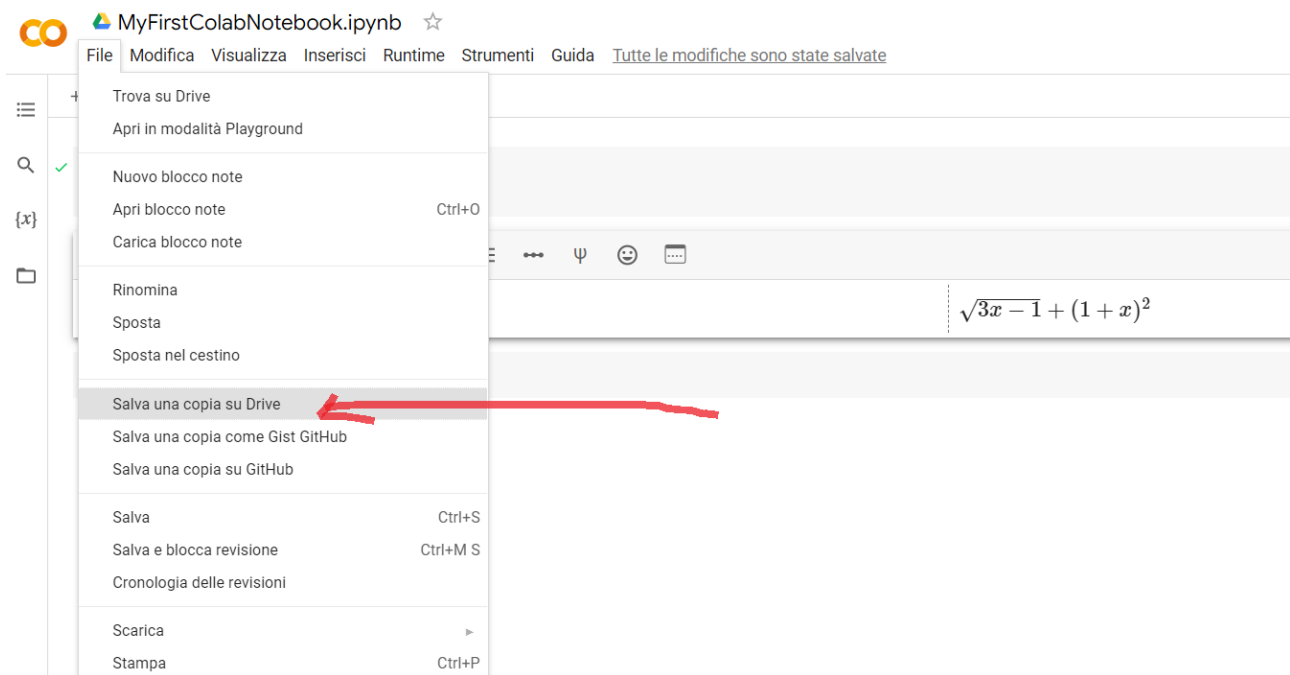 MyFirstColabNotebook.ipynb
File Modifica Visualizza Inserisci Runtime Strumenti Guida Tutte le modifiche sono state salvate
+
Trova su Drive
Apri in modalità Playground
Nuovo blocco note
Apri blocco note Ctrl+O
Carica blocco note
{x}
Ψ
Rinomina
√3x − 1 + (1 + x)²
Sposta
Sposta nel cestino
Salva una copia su Drive
Salva una copia come Gist GitHub
Salva una copia su GitHub
Salva Ctrl+S
Salva e blocca revisione Ctrl+M S
Cronologia delle revisioni
Scarica
Stampa Ctrl+P